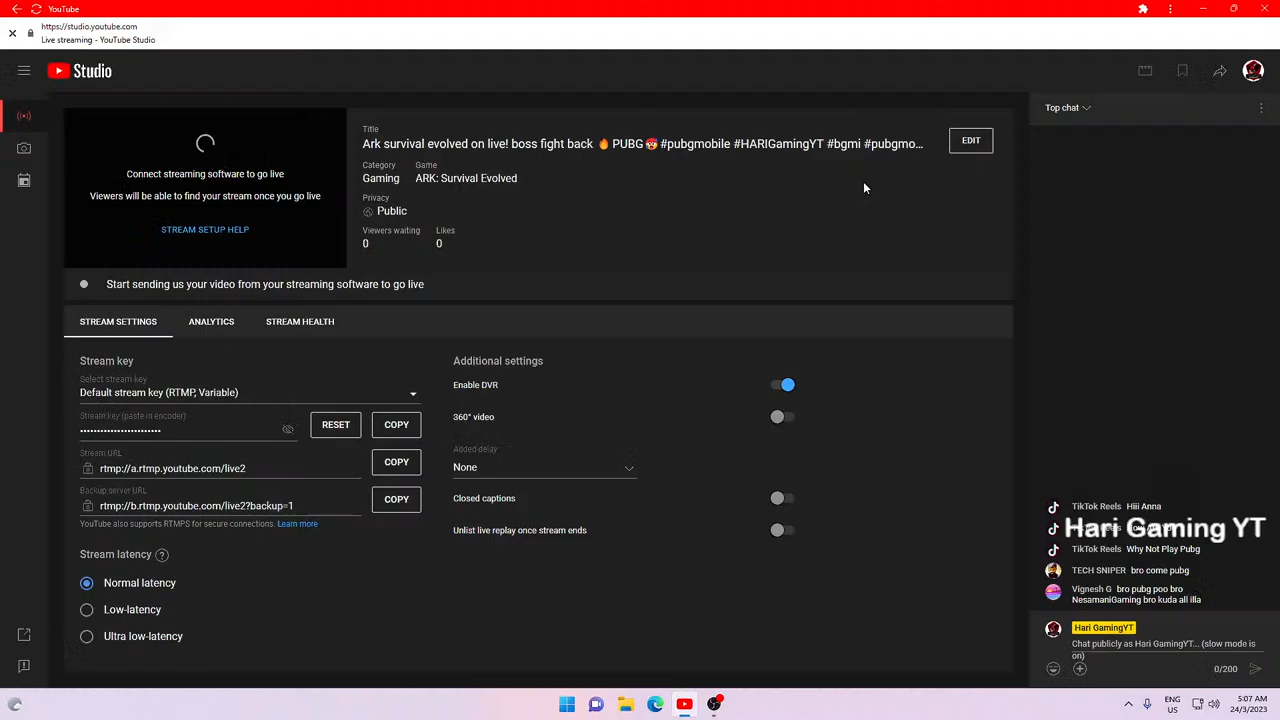 YouTube
https://studio.youtube.com
Live streaming - YouTube Studio
Studio
Connect streaming software to go live
Viewers will be able to find your stream once you go live
STREAM SETUP HELP
Title
Ark survival evolved on live! boss fight back 🔥 PUBG🤯 #pubgmobile #HARIGamingYT #bgmi #pubgmo...
EDIT
Category Game
Gaming ARK: Survival Evolved
Privacy
Public
Viewers waiting Likes
0 0
Start sending us your video from your streaming software to go live
STREAM SETTINGS ANALYTICS STREAM HEALTH
Stream key
Select stream key
Default stream key (RTMP, Variable)
Stream key (paste in encoder)
........................
RESET COPY
Stream URL
rtmp://a.rtmp.youtube.com/live2
COPY
Backup server URL
rtmp://b.rtmp.youtube.com/live2?backup=1
COPY
YouTube also supports RTMPS for secure connections. Learn more
Stream latency ?
Normal latency
Low-latency
Ultra low-latency
Additional settings
Enable DVR
360° video
Added delay
None
Closed captions
Unlist live replay once stream ends
Top chat
TikTok Reels Hiii Anna
TikTok Reels
Hari Gaming YT
TikTok Reels Why Not Play Pubg
TECH SNIPER bro come pubg
Vignesh G bro pubg poo bro
NesamaniGaming bro kuda all illa
Hari GamingYT
Chat publicly as Hari GamingYT... (slow mode is
on)
0/200
ENG
US
5:07 AM
24/3/2023